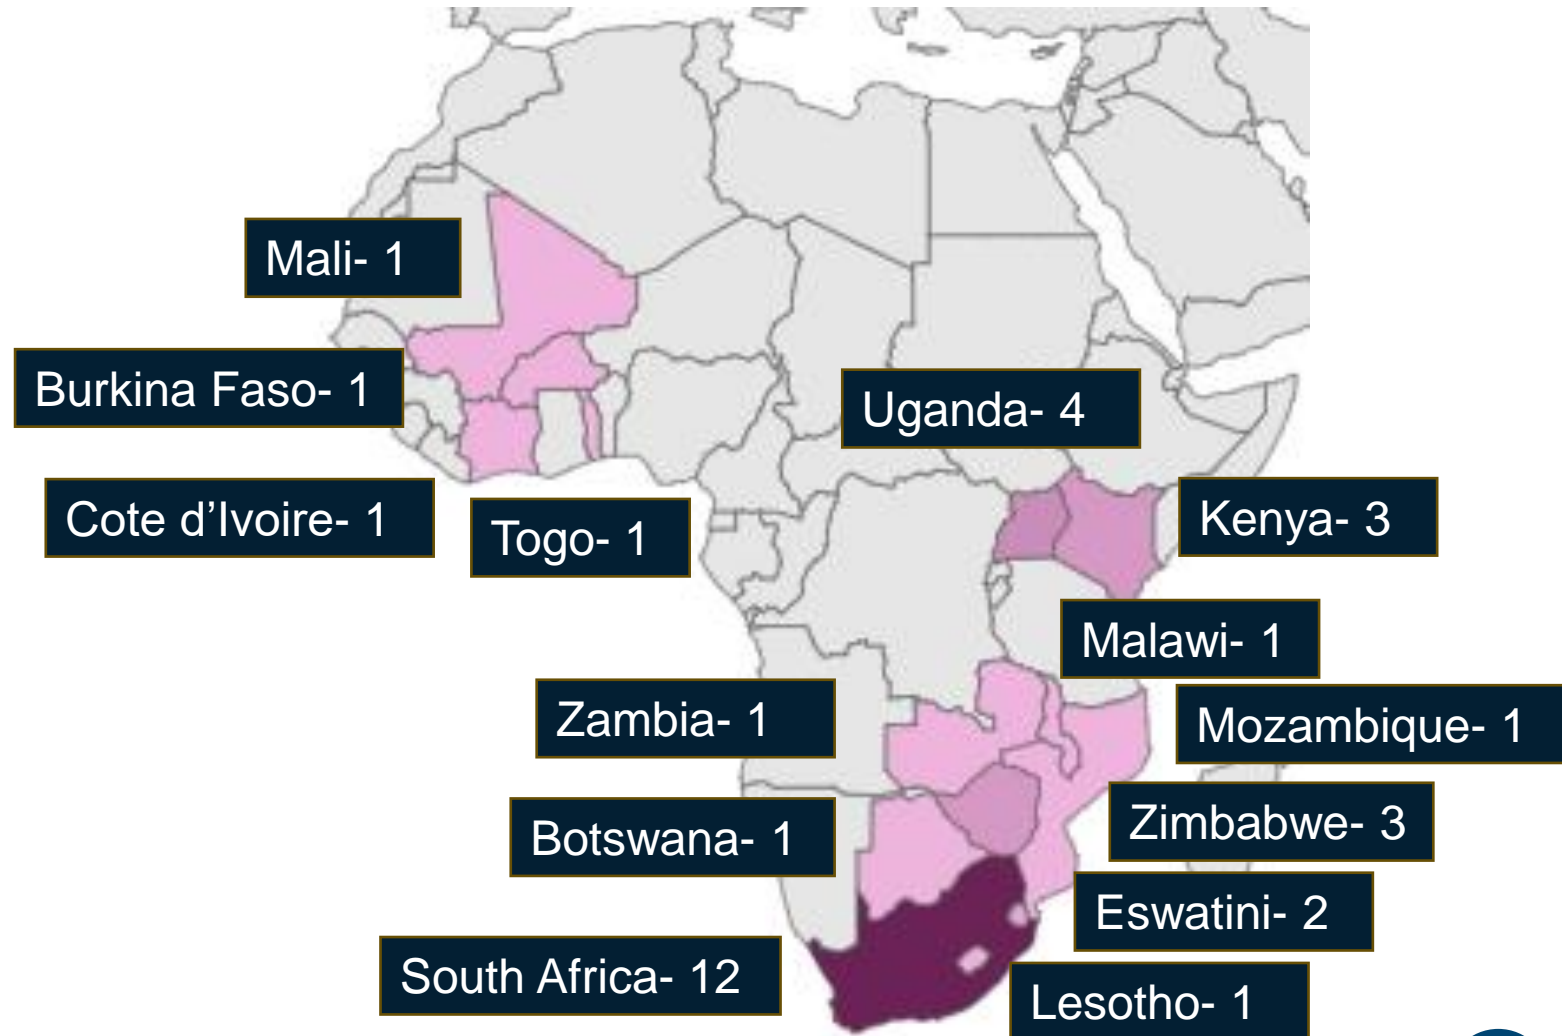 Mali- 1
Burkina Faso- 1
Uganda- 4
Cote d’Ivoire- 1
Togo- 1
Kenya- 3
Malawi- 1
Zambia- 1
Mozambique- 1
Botswana- 1
Zimbabwe- 3
Eswatini- 2
South Africa- 12
Lesotho- 1